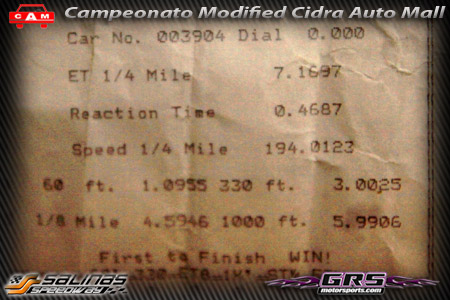 CAM
Campeonato Modified Cidra Auto Mall
Car No. 003904 Dial 0.000
ET 1/4 Mile 7.1697
Reaction Time 0.4687
Speed 1/4 Mile 194.0123
60 ft. 1.0955 330 ft. 3.0025
1/8 Mile 4.5946 1000 ft. 5.9906
First to Finish WIN!
SALINAS
SPEEDWAY
GRS
motorsports.com